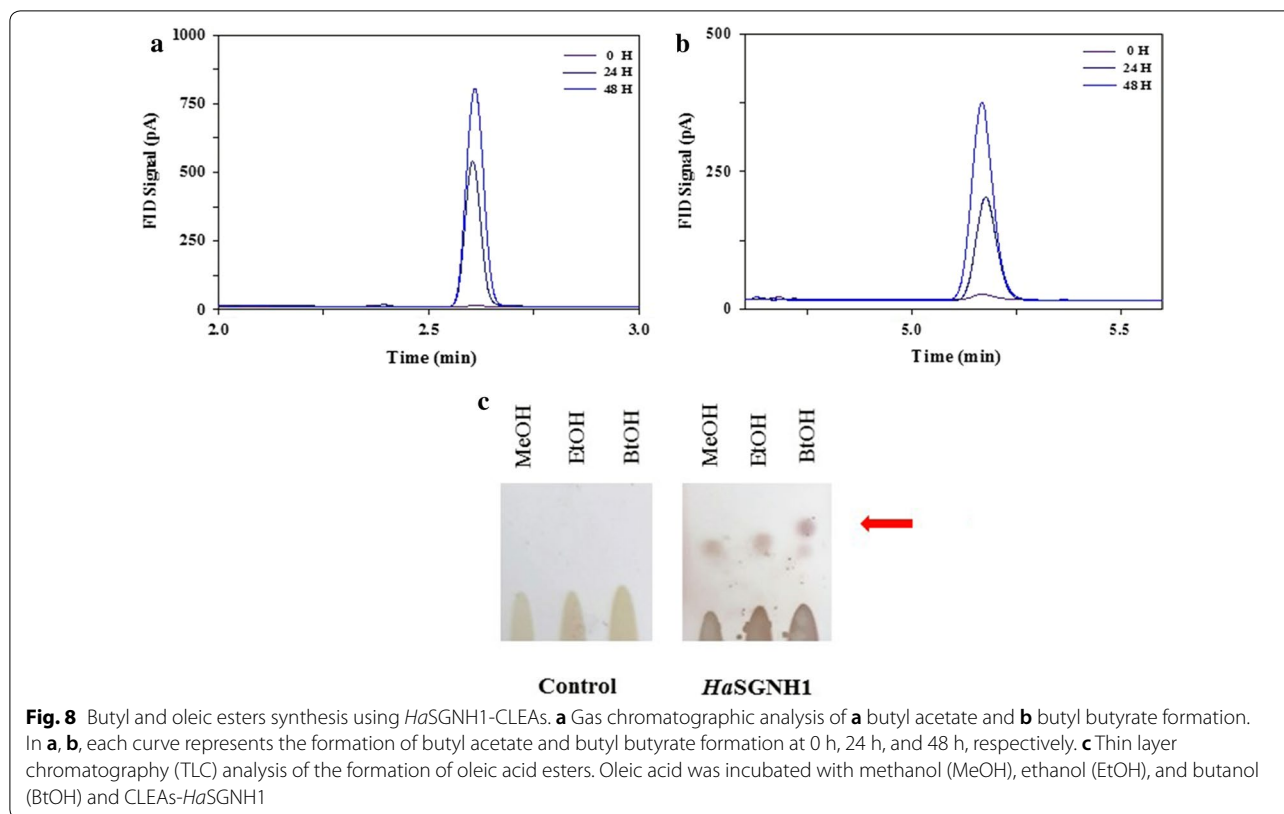 a
1000
750
500
250
0
FID Signal (pA)
0 H
24 H
48 H
2.0 2.5 3.0
Time (min)
b
500
250
0
FID Signal (pA)
0 H
24 H
48 H
5.0 5.5
Time (min)
c
MeOH EtOH BtOH MeOH EtOH BtOH
Control HaSGNH1
Fig. 8 Butyl and oleic esters synthesis using HaSGNH1-CLEAs. a Gas chromatographic analysis of a butyl acetate and b butyl butyrate formation.
In a, b, each curve represents the formation of butyl acetate and butyl butyrate formation at 0 h, 24 h, and 48 h, respectively. c Thin layer
chromatography (TLC) analysis of the formation of oleic acid esters. Oleic acid was incubated with methanol (MeOH), ethanol (EtOH), and butanol
(BtOH) and CLEAs-HaSGNH1